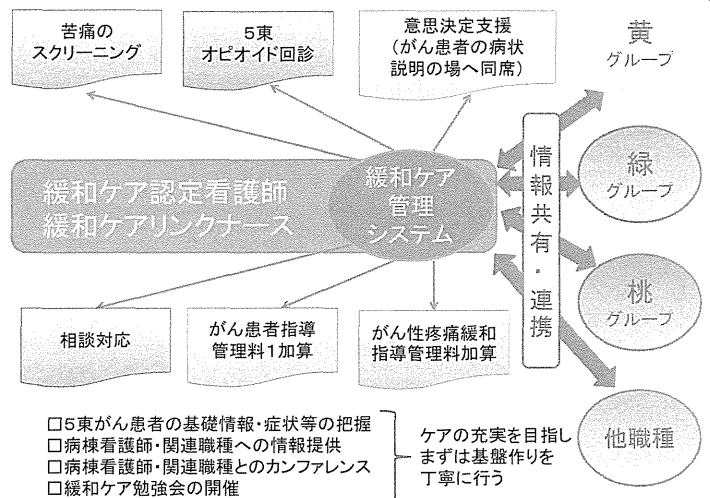 苦痛の
スクリーニング
5東
オピオイド回診
意思決定支援
(がん患者の病状
説明の場へ同席)
黄
グループ
緩和ケア認定看護師
緩和ケアリンクナース
緩和ケア
管理
システム
情報共有・連携
緑
グループ
桃
グループ
他職種
相談対応
がん患者指導
管理料1加算
がん性疼痛緩和
指導管理料加算
□5東がん患者の基礎情報・症状等の把握
□病棟看護師・関連職種への情報提供
□病棟看護師・関連職種とのカンファレンス
□緩和ケア勉強会の開催
ケアの充実を目指し
まずは基盤作りを
丁寧に行う